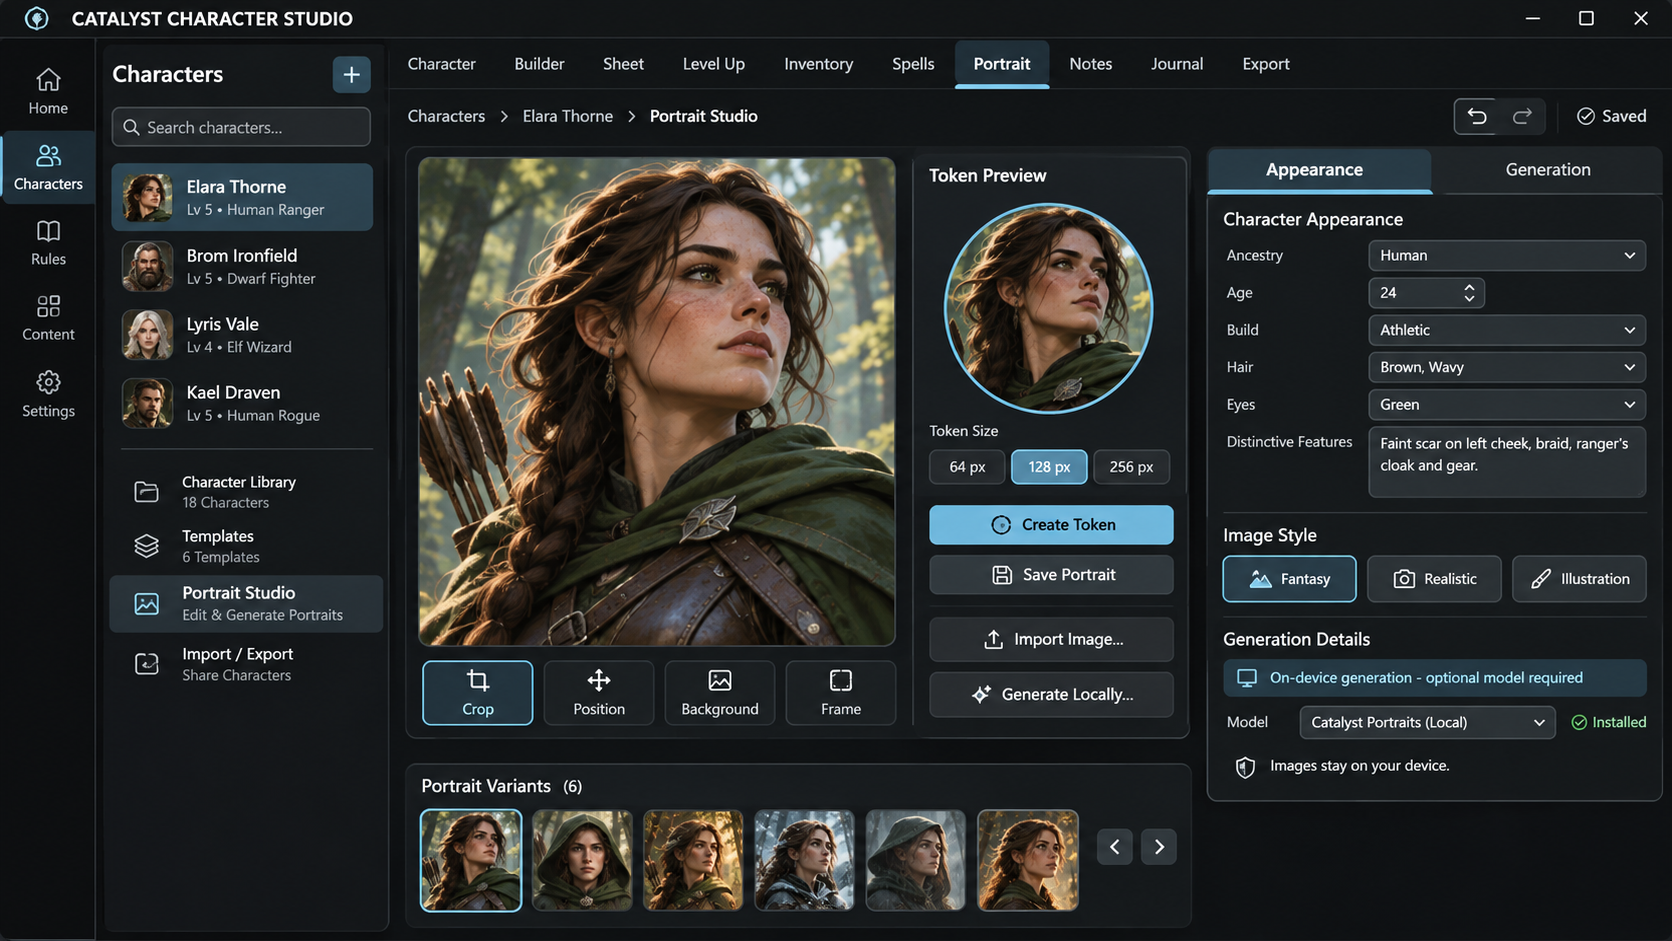 CATALYST CHARACTER STUDIO
Home
Characters
Rules
Content
Settings
Characters
Search characters...
Elara Thorne
Lv 5 • Human Ranger
Brom Ironfield
Lv 5 • Dwarf Fighter
Lyris Vale
Lv 4 • Elf Wizard
Kael Draven
Lv 5 • Human Rogue
Character Library
18 Characters
Templates
6 Templates
Portrait Studio
Edit & Generate Portraits
Import / Export
Share Characters
Character Builder Sheet Level Up Inventory Spells Portrait Notes Journal Export
Characters > Elara Thorne > Portrait Studio
Saved
Crop
Position
Background
Frame
Token Preview
Token Size
64 px 128 px 256 px
Create Token
Save Portrait
Import Image...
Generate Locally...
Portrait Variants (6)
Appearance Generation
Character Appearance
Ancestry Human
Age 24
Build Athletic
Hair Brown, Wavy
Eyes Green
Distinctive Features Faint scar on left cheek, braid, ranger's
cloak and gear.
Image Style
Fantasy Realistic Illustration
Generation Details
On-device generation - optional model required
Model Catalyst Portraits (Local) Installed
Images stay on your device.